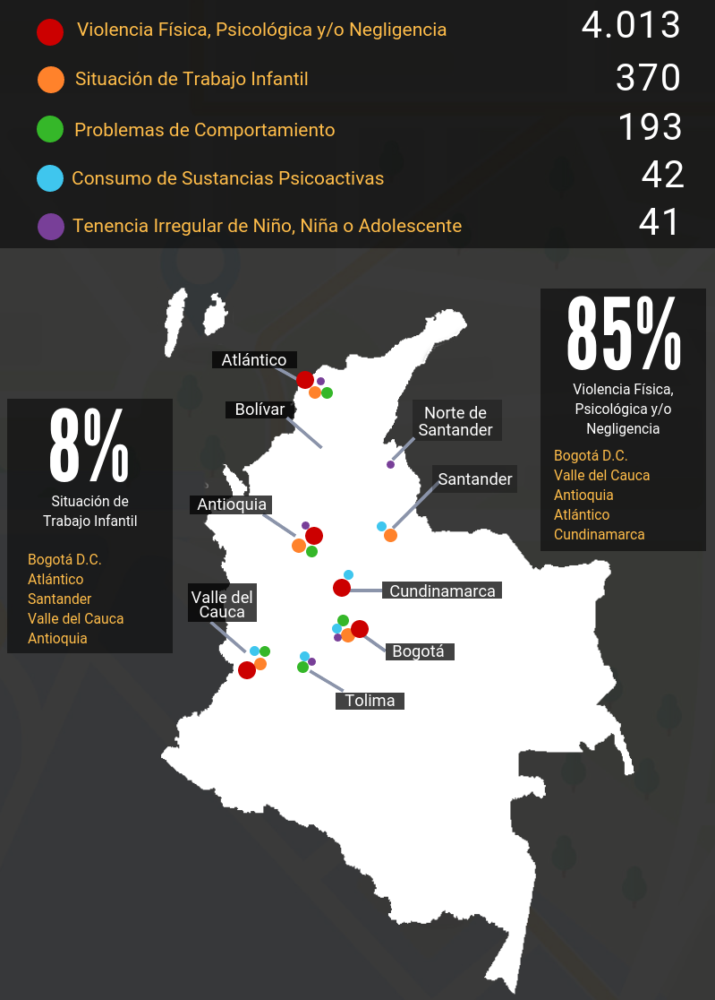 Violencia Física, Psicológica y/o Negligencia 4.013
Situación de Trabajo Infantil 370
Problemas de Comportamiento 193
Consumo de Sustancias Psicoactivas 42
Tenencia Irregular de Niño, Niña o Adolescente 41
85%
Violencia Física,
Psicológica y/o
Negligencia
Bogotá D.C.
Valle del Cauca
Antioquia
Atlántico
Cundinamarca
8%
Situación de
Trabajo Infantil
Bogotá D.C.
Atlántico
Santander
Valle del Cauca
Antioquia
Atlántico
Bolívar
Norte de
Santander
Santander
Antioquia
Cundinamarca
Valle del
Cauca
Bogotá
Tolima